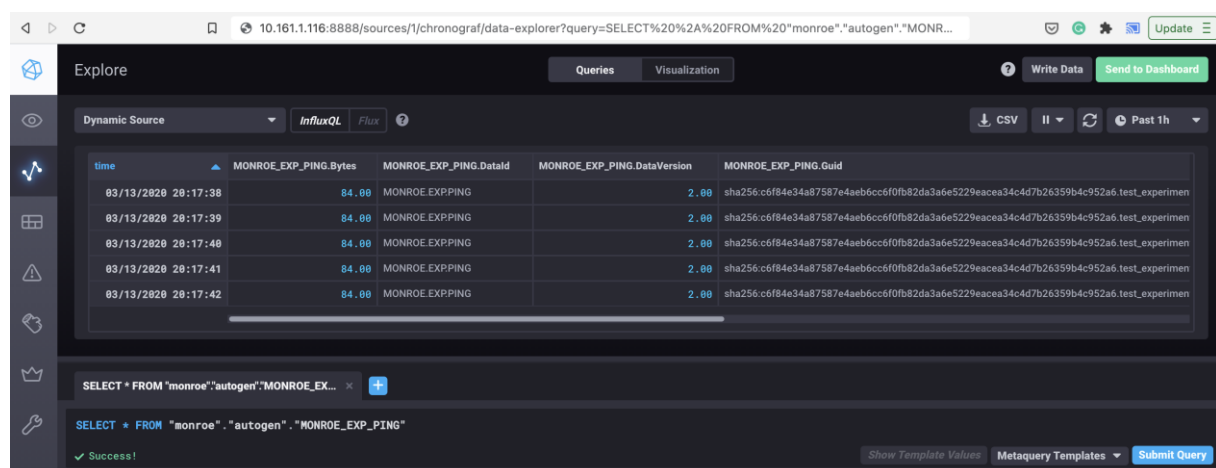 10.161.1.116:8888/sources/1/chronograf/data-explorer?query=SELECT%20%2A%20FROM%20"monroe"."autogen"."MONR...
Update
Explore
Queries Visualization
Write Data Send to Dashboard
Dynamic Source InfluxQL Flux
CSV Past 1h
time MONROE_EXP_PING.Bytes MONROE_EXP_PING.DataId MONROE_EXP_PING.DataVersion MONROE_EXP_PING.Guid
03/13/2020 20:17:38 84.00 MONROE.EXP.PING 2.00 sha256:c6f84e34a87587e4aeb6cc6f0fb82da3a6e5229eacea34c4d7b26359b4c952a6.test_experimen
03/13/2020 20:17:39 84.00 MONROE.EXP.PING 2.00 sha256:c6f84e34a87587e4aeb6cc6f0fb82da3a6e5229eacea34c4d7b26359b4c952a6.test_experimen
03/13/2020 20:17:40 84.00 MONROE.EXP.PING 2.00 sha256:c6f84e34a87587e4aeb6cc6f0fb82da3a6e5229eacea34c4d7b26359b4c952a6.test_experimen
03/13/2020 20:17:41 84.00 MONROE.EXP.PING 2.00 sha256:c6f84e34a87587e4aeb6cc6f0fb82da3a6e5229eacea34c4d7b26359b4c952a6.test_experimen
03/13/2020 20:17:42 84.00 MONROE.EXP.PING 2.00 sha256:c6f84e34a87587e4aeb6cc6f0fb82da3a6e5229eacea34c4d7b26359b4c952a6.test_experimen
SELECT * FROM "monroe"."autogen"."MONROE_EX...
SELECT * FROM "monroe"."autogen"."MONROE_EXP_PING"
Success!
Show Template Values Metaquery Templates Submit Query